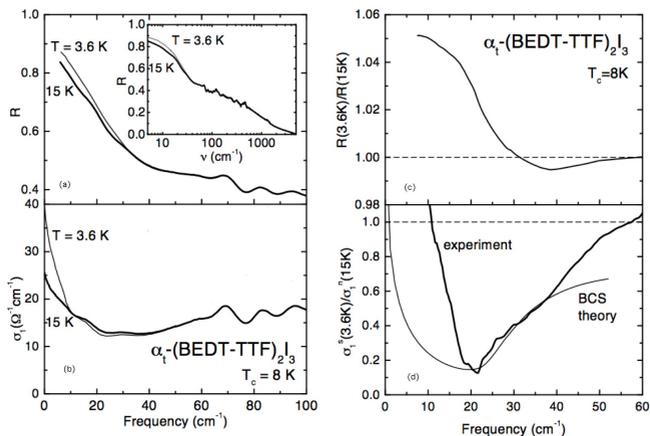 1.0
0.8
0.6
0.4
R
T = 3.6 K
15 K
(a)
1.0
0.8
0.6
0.4
0.2
0.0
R
T = 3.6 K
15 K
10 100 1000
ν (cm⁻¹)
40
30
20
10
0
σ₁(Ω⁻¹cm⁻¹)
T = 3.6 K
15 K
(b)
αₜ-(BEDT-TTF)₂I₃
T_c = 8 K
0 20 40 60 80 100
Frequency (cm⁻¹)
1.06
1.04
1.02
1.00
0.98
R(3.6K)/R(15K)
αₜ-(BEDT-TTF)₂I₃
T_c=8K
(c)
1.0
0.8
0.6
0.4
0.2
0.0
σ₁ˢ(3.6K)/σ₁ⁿ(15K)
experiment
BCS
theory
(d)
0 10 20 30 40 50 60
Frequency (cm⁻¹)